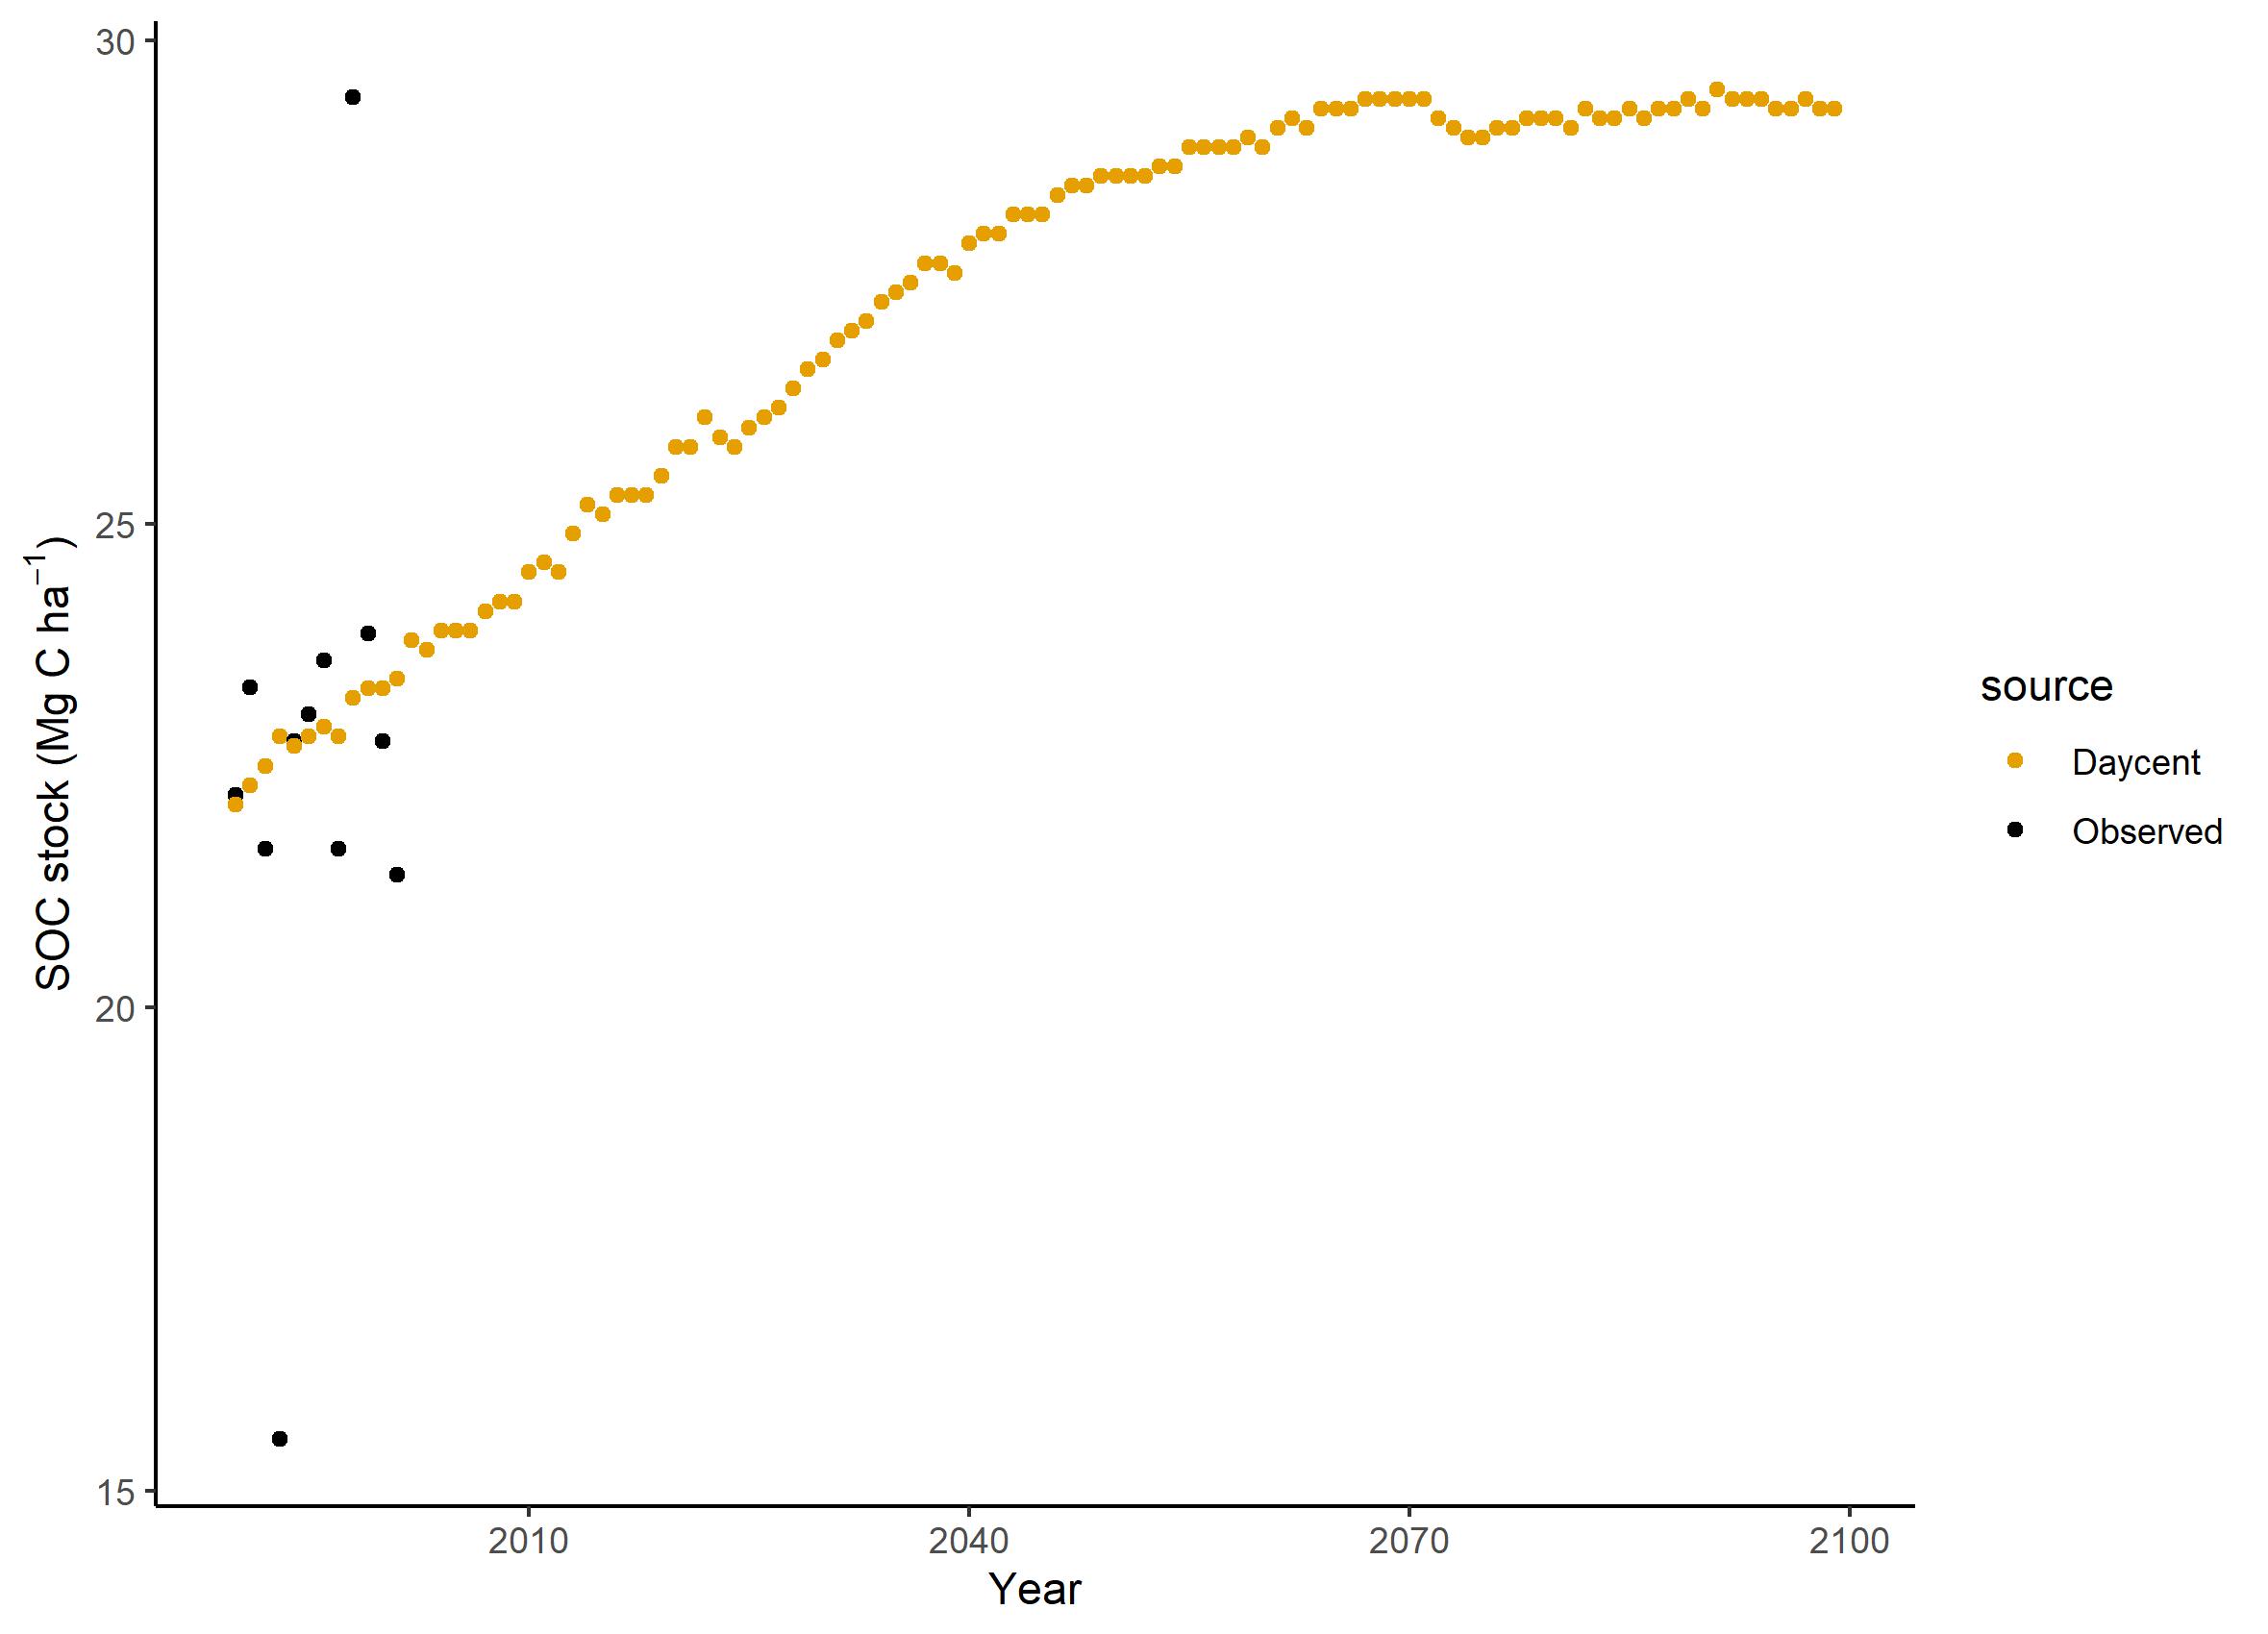 30
25
20
15
SOC stock (Mg C ha⁻¹)
2010 2040 2070 2100
Year
source
Daycent
Observed